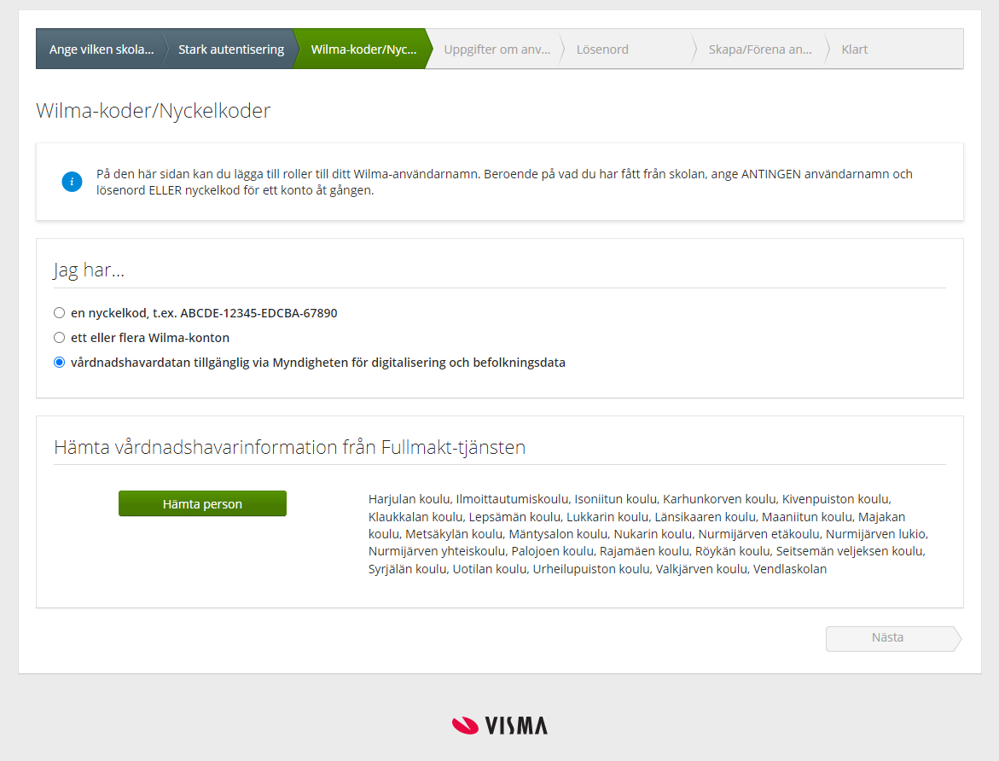 Ange vilken skola...
Stark autentisering
Wilma-koder/Nyc...
Uppgifter om anv...
Lösenord
Skapa/Förena an...
Klart
Wilma-koder/Nyckelkoder
På den här sidan kan du lägga till roller till ditt Wilma-användarnamn. Beroende på vad du har fått från skolan, ange ANTINGEN användarnamn och
lösenord ELLER nyckelkod för ett konto åt gången.
Jag har...
en nyckelkod, t.ex. ABCDE-12345-EDCBA-67890
ett eller flera Wilma-konton
vårdnadshavardatan tillgänglig via Myndigheten för digitalisering och befolkningsdata
Hämta vårdnadshavarinformation från Fullmakt-tjänsten
Hämta person
Harjulan koulu, Ilmoittautumiskoulu, Isoniitun koulu, Karhunkorven koulu, Kivenpuiston koulu,
Klaukkalan koulu, Lepsämän koulu, Lukkarin koulu, Länsikaaren koulu, Maaniitun koulu, Majakan
koulu, Metsäkylän koulu, Mäntysalon koulu, Nukarin koulu, Nurmijärven etäkoulu, Nurmijärven lukio,
Nurmijärven yhteiskoulu, Palojoen koulu, Rajamäen koulu, Röykän koulu, Seitsemän veljeksen koulu,
Syrjälän koulu, Uotilan koulu, Urheilupuiston koulu, Valkjärven koulu, Vendlaskolan
Nästa
VISMA